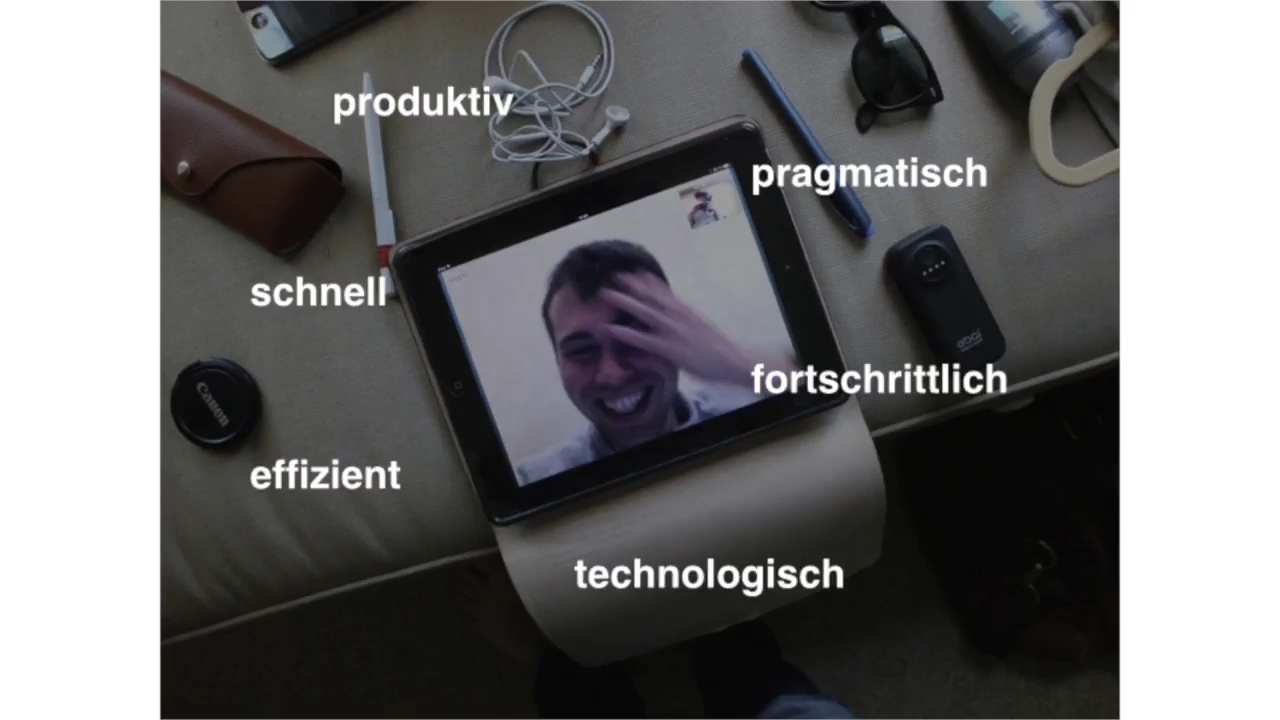 produktiv
pragmatisch
schnell
fortschrittlich
Canon
effizient
technologisch